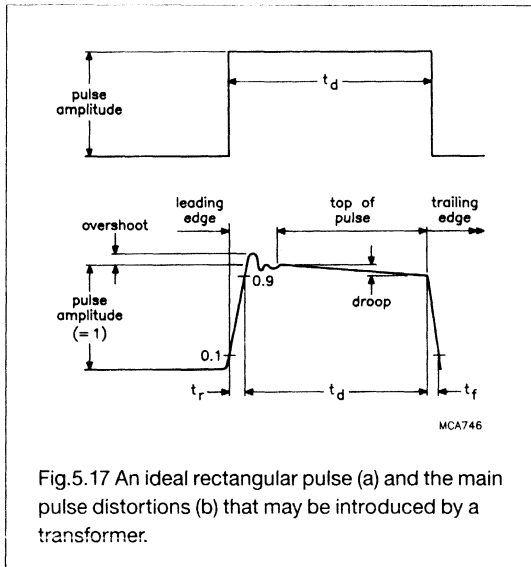 pulse
amplitude
t_d
leading
edge
top of
pulse
trailing
edge
overshoot
0.9
droop
pulse
amplitude
(= 1)
0.1
t_r
t_d
t_f
MCA746
Fig.5.17 An ideal rectangular pulse (a) and the main
pulse distortions (b) that may be introduced by a
transformer.